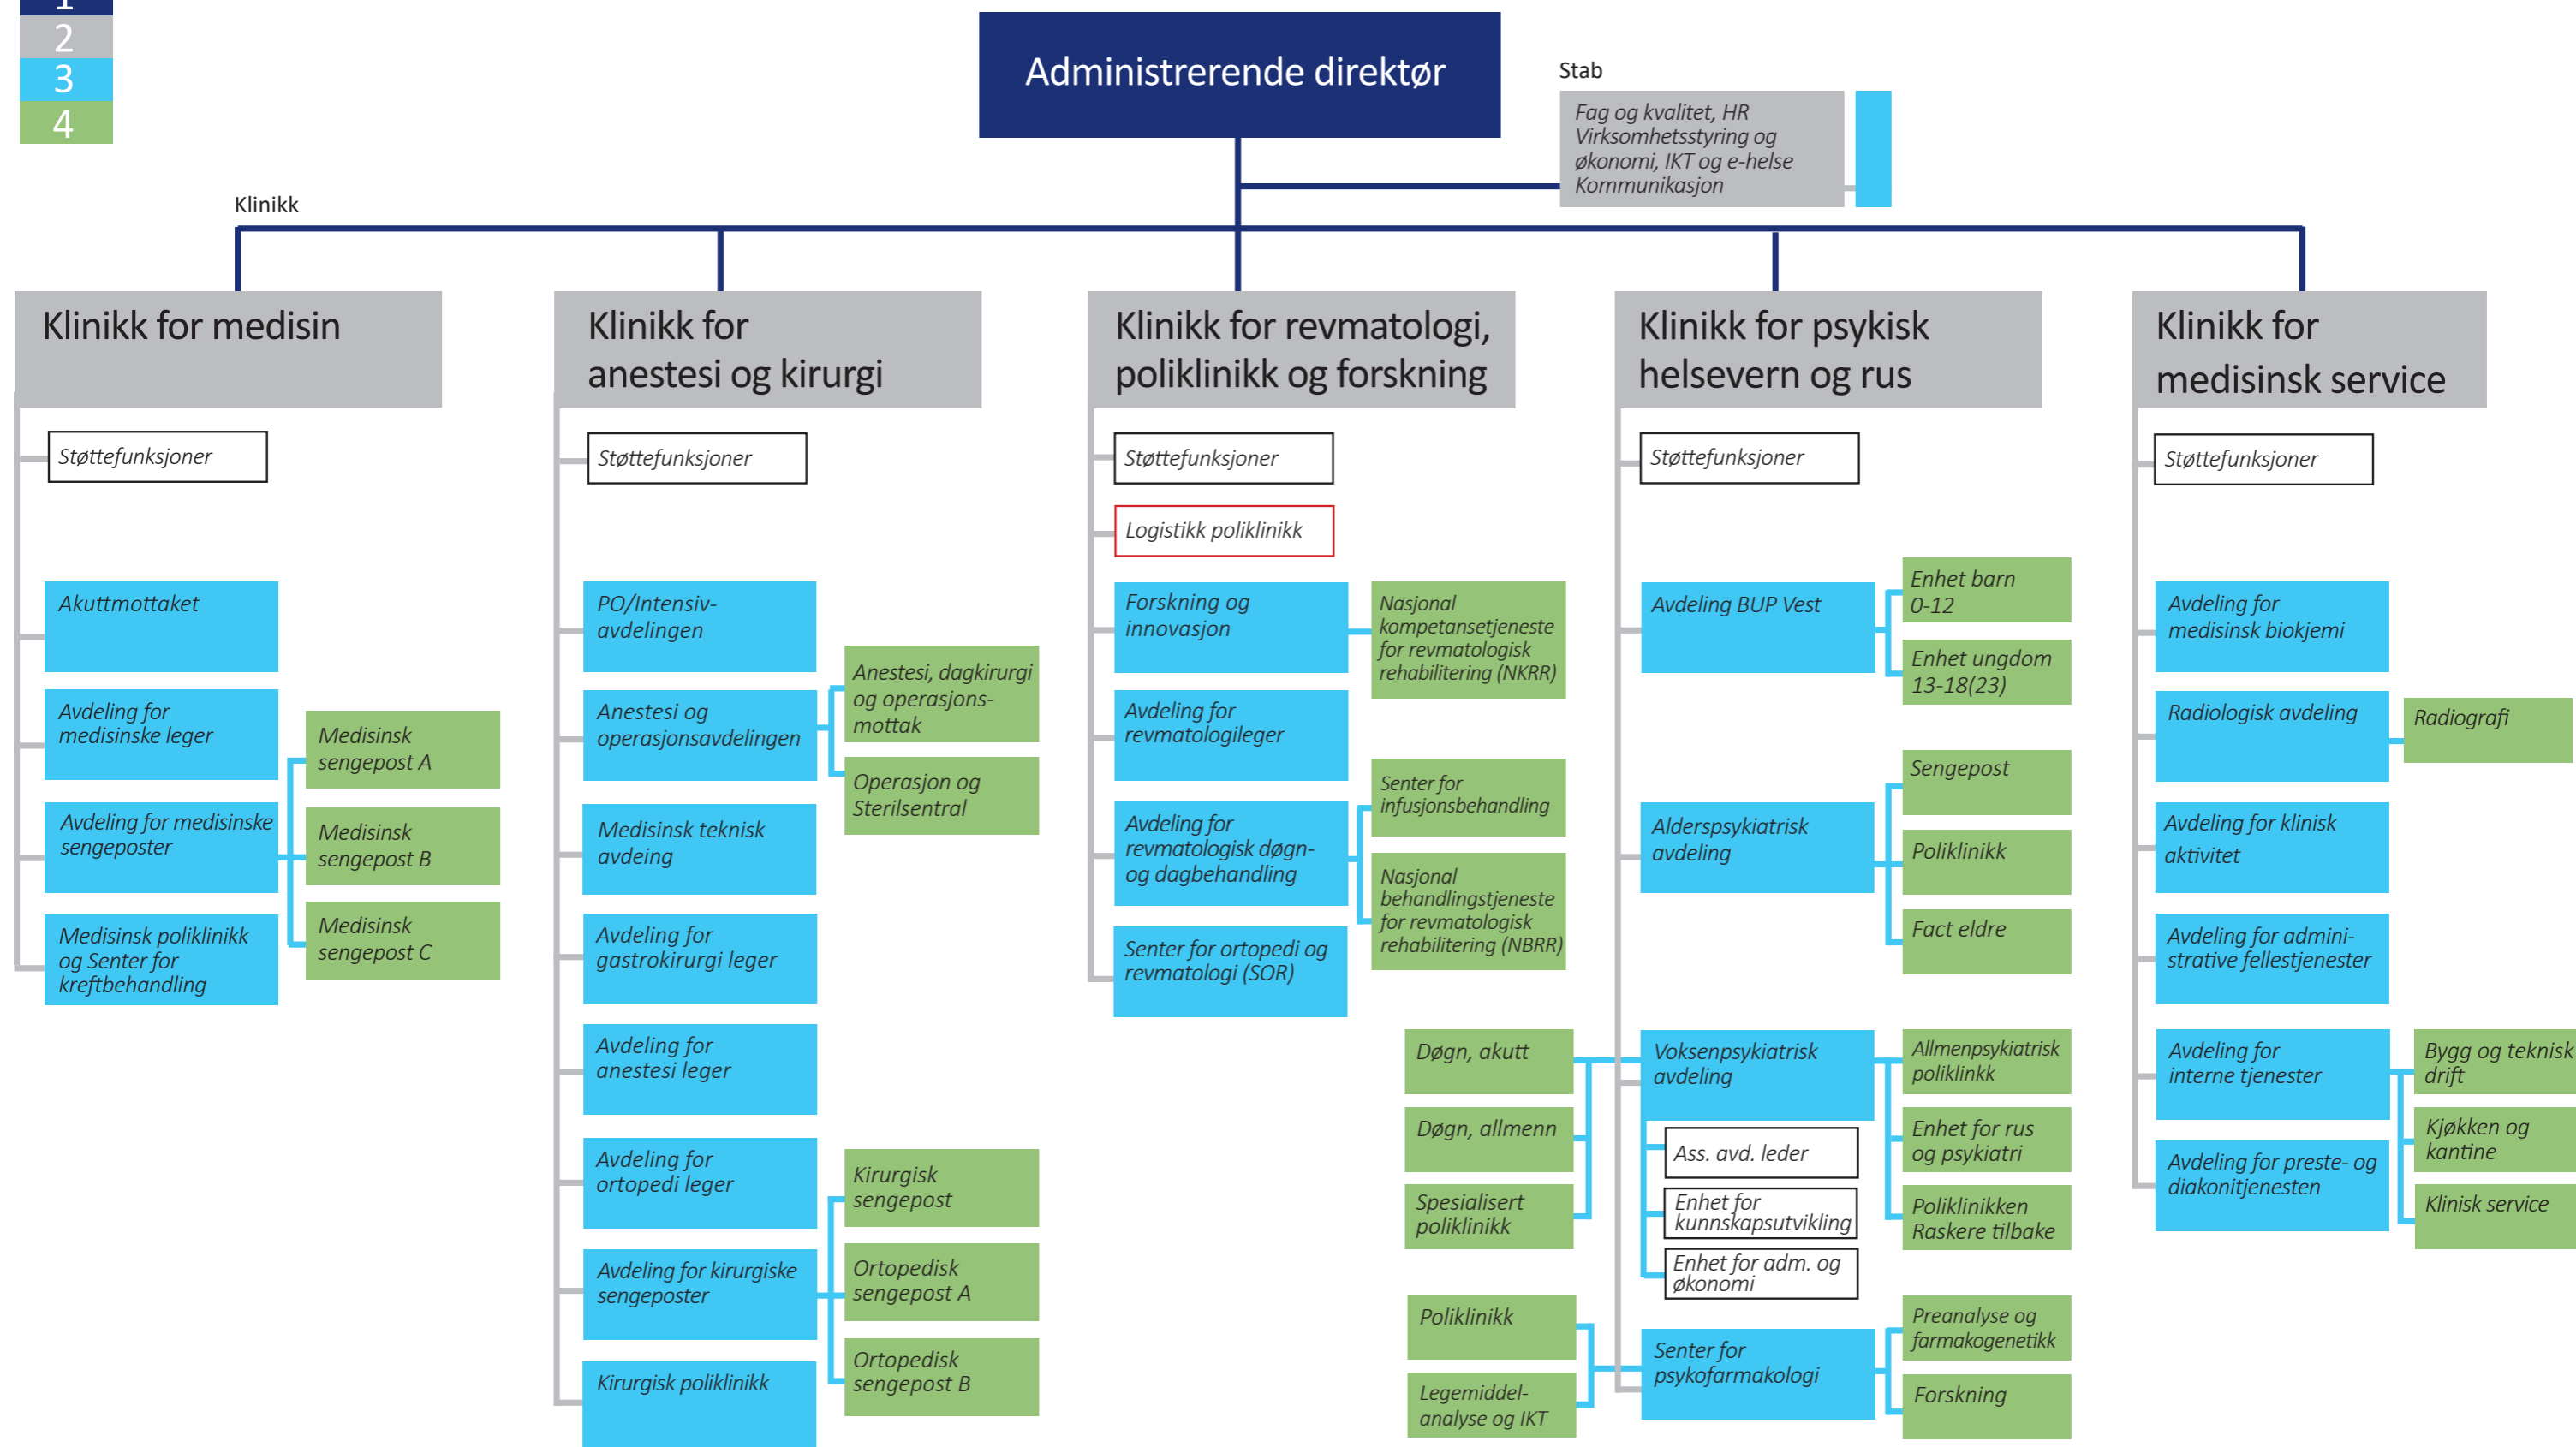 1
2
3
4
Administrerende direktør
Stab
Fag og kvalitet, HR
Virksomhetsstyring og
økonomi, IKT og e-helse
Kommunikasjon
Klinikk
Klinikk for medisin
Støttefunksjoner
Akuttmottaket
Avdeling for
medisinske leger
Avdeling for medisinske
sengeposter
Medisinsk
sengepost A
Medisinsk
sengepost B
Medisinsk
sengepost C
Medisinsk poliklinikk
og Senter for
kreftbehandling
Klinikk for
anestesi og kirurgi
Støttefunksjoner
PO/Intensiv-
avdelingen
Anestesi og
operasjonsavdelingen
Anestesi, dagkirurgi
og operasjons-
mottak
Operasjon og
Sterilsentral
Medisinsk teknisk
avdeing
Avdeling for
gastrokirurgi leger
Avdeling for
anestesi leger
Avdeling for
ortopedi leger
Avdeling for kirurgiske
sengeposter
Kirurgisk
sengepost
Ortopedisk
sengepost A
Ortopedisk
sengepost B
Kirurgisk poliklinikk
Klinikk for revmatologi,
poliklinikk og forskning
Støttefunksjoner
Logistikk poliklinikk
Forskning og
innovasjon
Nasjonal
kompetansetjeneste
for revmatologisk
rehabilitering (NKRR)
Avdeling for
revmatologileger
Avdeling for
revmatologisk døgn-
og dagbehandling
Senter for
infusjonsbehandling
Nasjonal
behandlingstjeneste
for revmatologisk
rehabilitering (NBRR)
Senter for ortopedi og
revmatologi (SOR)
Klinikk for psykisk
helsevern og rus
Støttefunksjoner
Avdeling BUP Vest
Enhet barn
0-12
Enhet ungdom
13-18(23)
Alderspsykiatrisk
avdeling
Sengepost
Poliklinikk
Fact eldre
Voksenpsykiatrisk
avdeling
Døgn, akutt
Døgn, allmenn
Spesialisert
poliklinikk
Ass. avd. leder
Enhet for
kunnskapsutvikling
Enhet for adm. og
økonomi
Allmenpsykiatrisk
poliklinkk
Enhet for rus
og psykiatri
Poliklinikken
Raskere tilbake
Senter for
psykofarmakologi
Poliklinikk
Legemiddel-
analyse og IKT
Preanalyse og
farmakogenetikk
Forskning
Klinikk for
medisinsk service
Støttefunksjoner
Avdeling for
medisinsk biokjemi
Radiologisk avdeling
Radiografi
Avdeling for klinisk
aktivitet
Avdeling for admini-
strative fellestjenester
Avdeling for
interne tjenester
Bygg og teknisk
drift
Kjøkken og
kantine
Klinisk service
Avdeling for preste- og
diakonitjenesten